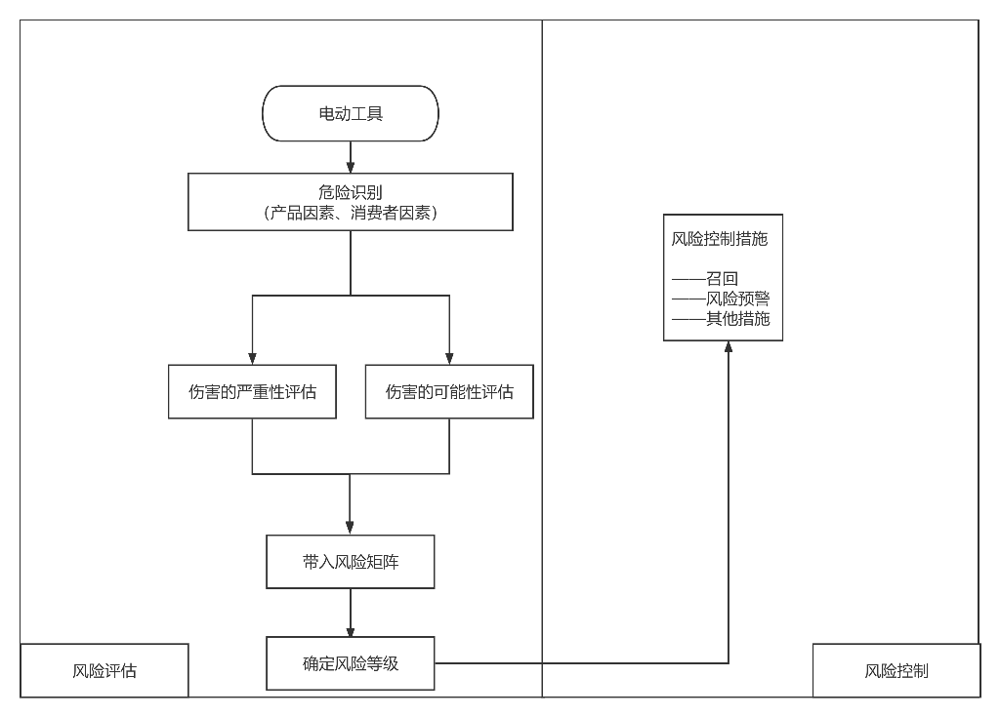 电动工具
危险识别
（产品因素、消费者因素）
伤害的严重性评估
伤害的可能性评估
带入风险矩阵
确定风险等级
风险评估
风险控制措施
——召回
——风险预警
——其他措施
风险控制